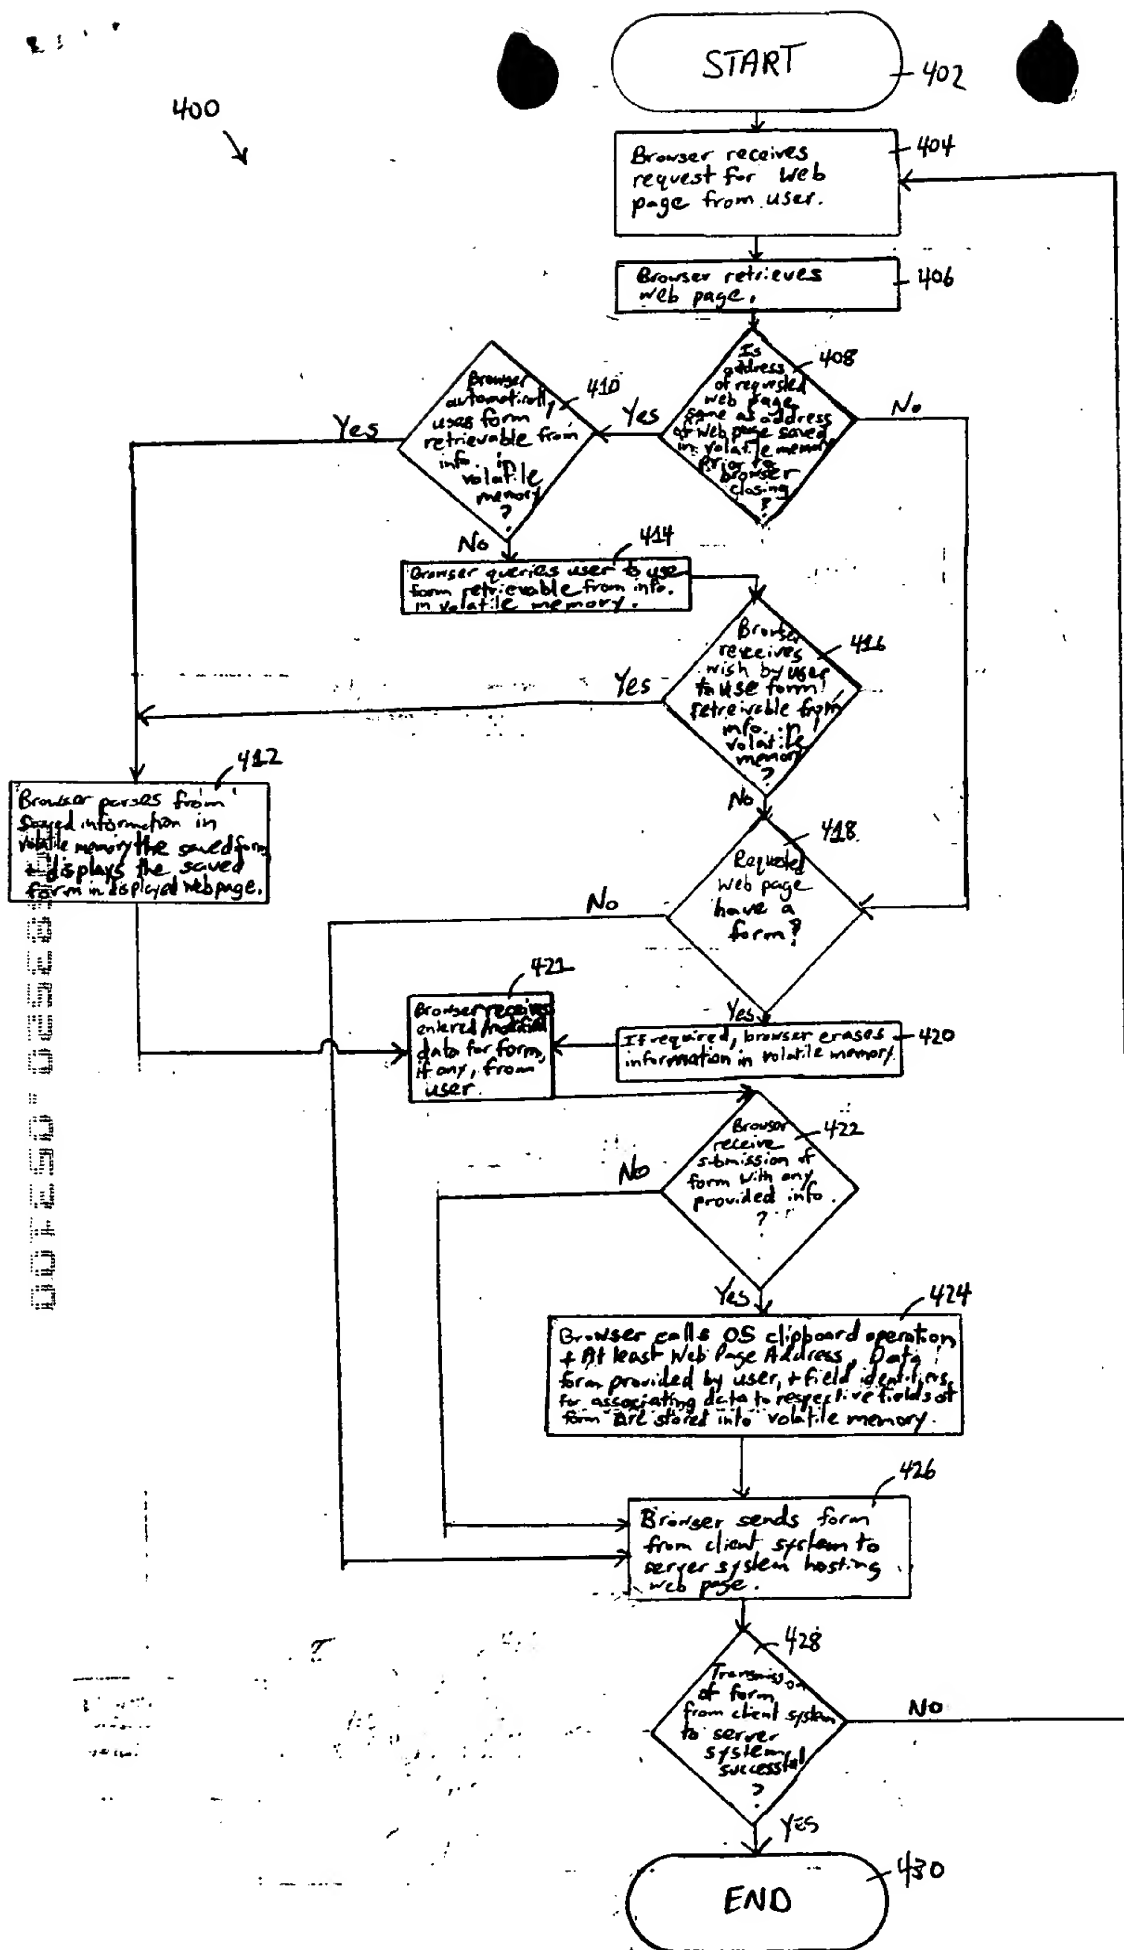 START
402
400
404
Browser receives
request for Web
page from user.
406
Browser retrieves
web page.
408
Is
address
of requested
web page
same as address
of web page saved
in volatile memory
prior to
browser
closing
?
No
Yes
410
Browser
automatically
uses form
retrievable from
info. in
volatile
memory
?
Yes
No
414
Browser queries user to use
form retrievable from info.
in volatile memory.
416
Browser
receives
wish by user
to use form
retreivable from
info. in
volatile
memory
?
Yes
No
412
Browser parses from
saved information in
volatile memory the saved form
+ displays the saved
form in displayed webpage.
418
Requested
web page
have a
form?
No
Yes
421
Browser receives
entered/modified
data for form,
if any, from
user.
420
If required, browser erases
information in volatile memory.
422
Browser
receive
submission of
form with any
provided info.
?
No
Yes
424
Browser calls OS clipboard operation
+ At least Web Page Address, Data
form provided by user, + field identifiers
for associating data to respective fields of
form are stored into volatile memory.
426
Browser sends form
from client system to
server system hosting
web page.
428
Transmission
of form
from client system
to server
system
successful
?
NO
YES
430
END